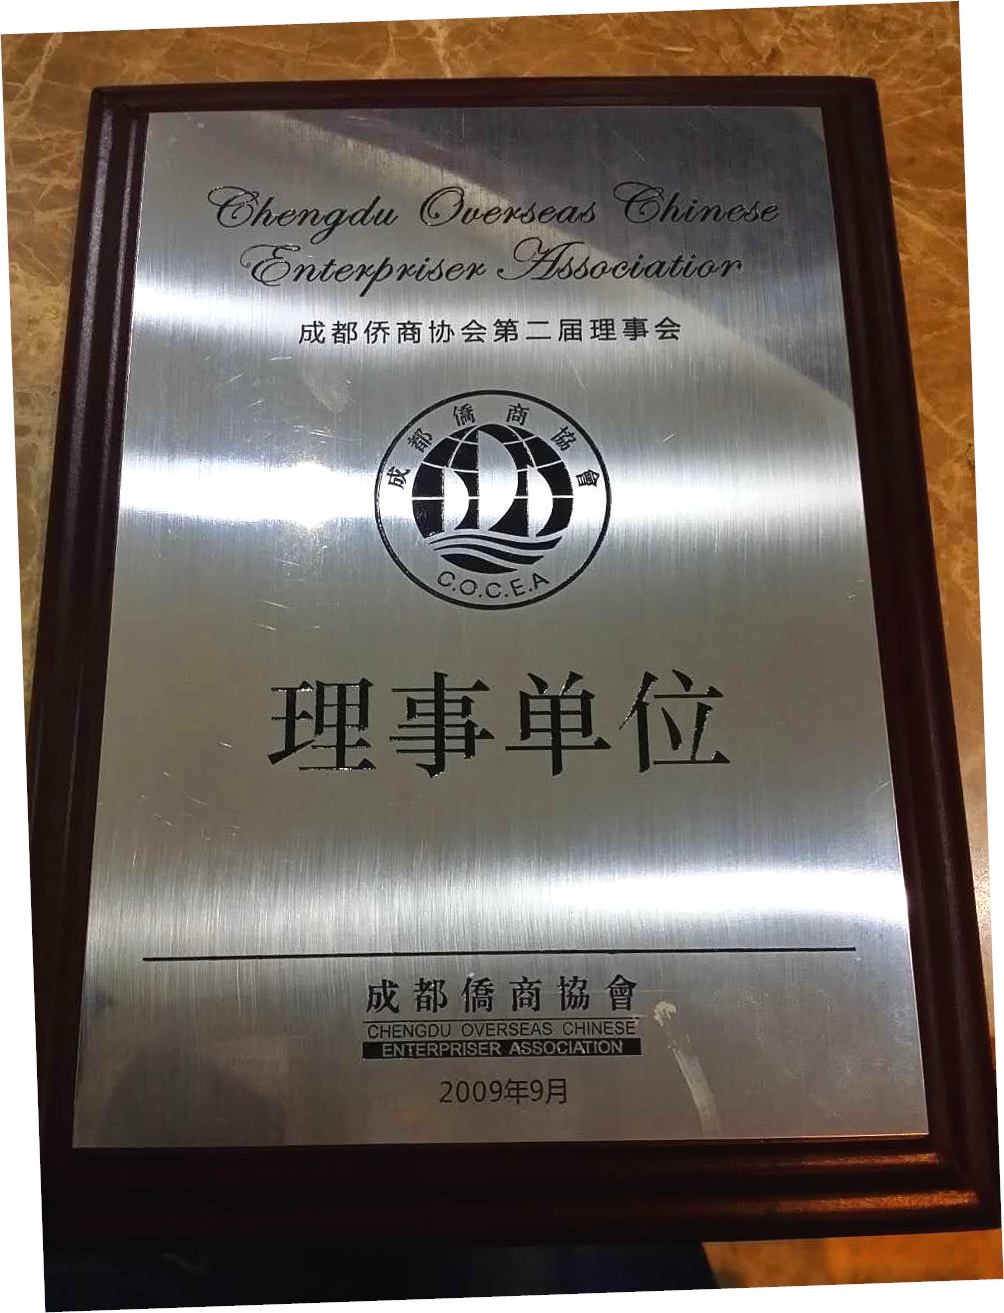 Chengdu Overseas Chinese
Enterpriser Association
成都侨商协会第二届理事会
成都僑商協會
C.O.C.E.A
理事单位
成都僑商協會
CHENGDU OVERSEAS CHINESE
ENTERPRISER ASSOCIATION
2009年9月